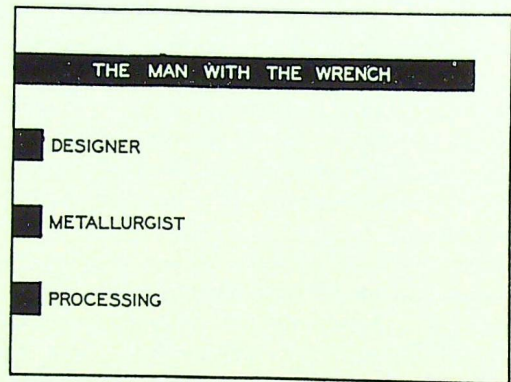 THE MAN WITH THE WRENCH
DESIGNER
METALLURGIST
PROCESSING